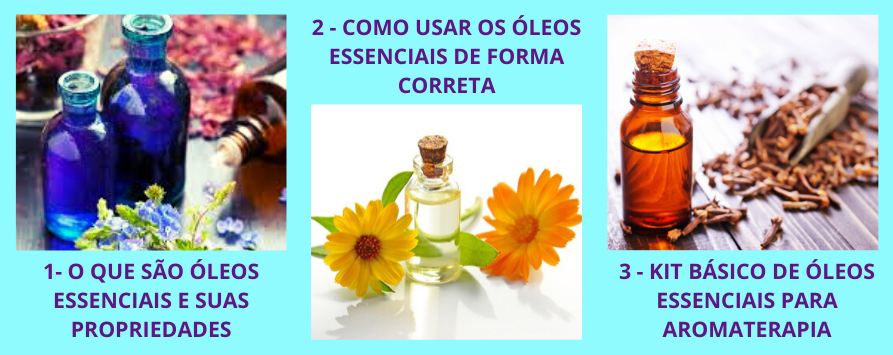 1- O QUE SÃO ÓLEOS
ESSENCIAIS E SUAS
PROPRIEDADES
2 - COMO USAR OS ÓLEOS
ESSENCIAIS DE FORMA
CORRETA
3 - KIT BÁSICO DE ÓLEOS
ESSENCIAIS PARA
AROMATERAPIA